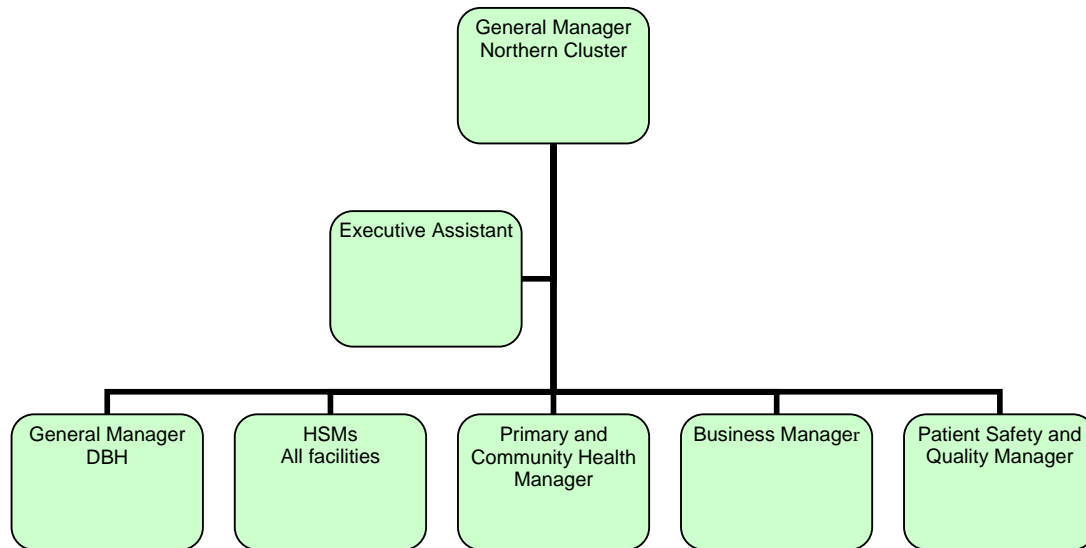 General Manager
Northern Cluster
Executive Assistant
General Manager
DBH
HSMs
All facilities
Primary and
Community Health
Manager
Business Manager
Patient Safety and
Quality Manager